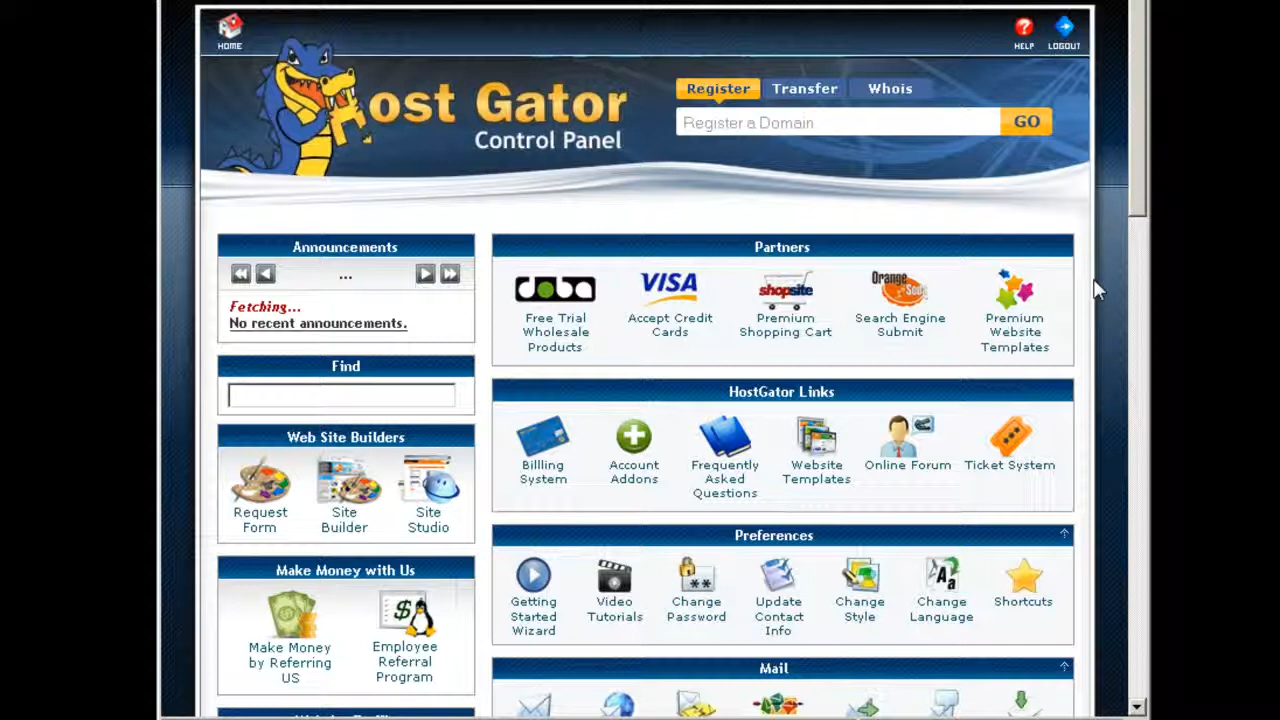 HOME
HELP
LOGOUT
Host Gator
Control Panel
Register
Transfer
Whois
Register a Domain
GO
Announcements
...
Fetching...
No recent announcements.
Find
Web Site Builders
Request
Form
Site
Builder
Site
Studio
Make Money with Us
Make Money
by Referring
US
Employee
Referral
Program
Partners
doba
Free Trial
Wholesale
Products
VISA
Accept Credit
Cards
shopsite
Premium
Shopping Cart
Orange
Soup
Search Engine
Submit
Premium
Website
Templates
HostGator Links
Billling
System
Account
Addons
Frequently
Asked
Questions
Website
Templates
Online Forum
Ticket System
Preferences
Getting
Started
Wizard
Video
Tutorials
Change
Password
Update
Contact
Info
Change
Style
Change
Language
Shortcuts
Mail